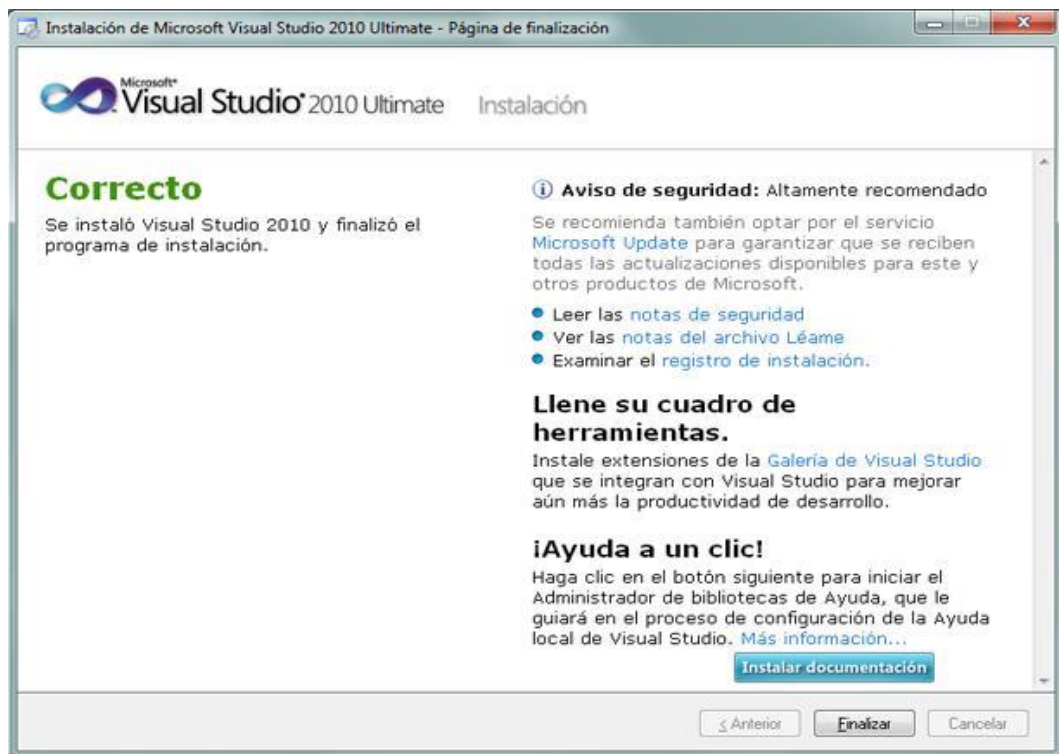 Instalación de Microsoft Visual Studio 2010 Ultimate - Página de finalización
Microsoft®
Visual Studio® 2010 Ultimate Instalación
Correcto
Se instaló Visual Studio 2010 y finalizó el
programa de instalación.
Aviso de seguridad: Altamente recomendado
Se recomienda también optar por el servicio
Microsoft Update para garantizar que se reciben
todas las actualizaciones disponibles para este y
otros productos de Microsoft.
Leer las notas de seguridad
Ver las notas del archivo Léame
Examinar el registro de instalación.
Llene su cuadro de
herramientas.
Instale extensiones de la Galería de Visual Studio
que se integran con Visual Studio para mejorar
aún más la productividad de desarrollo.
¡Ayuda a un clic!
Haga clic en el botón siguiente para iniciar el
Administrador de bibliotecas de Ayuda, que le
guiará en el proceso de configuración de la Ayuda
local de Visual Studio. Más información...
Instalar documentación
< Anterior Finalizar Cancelar